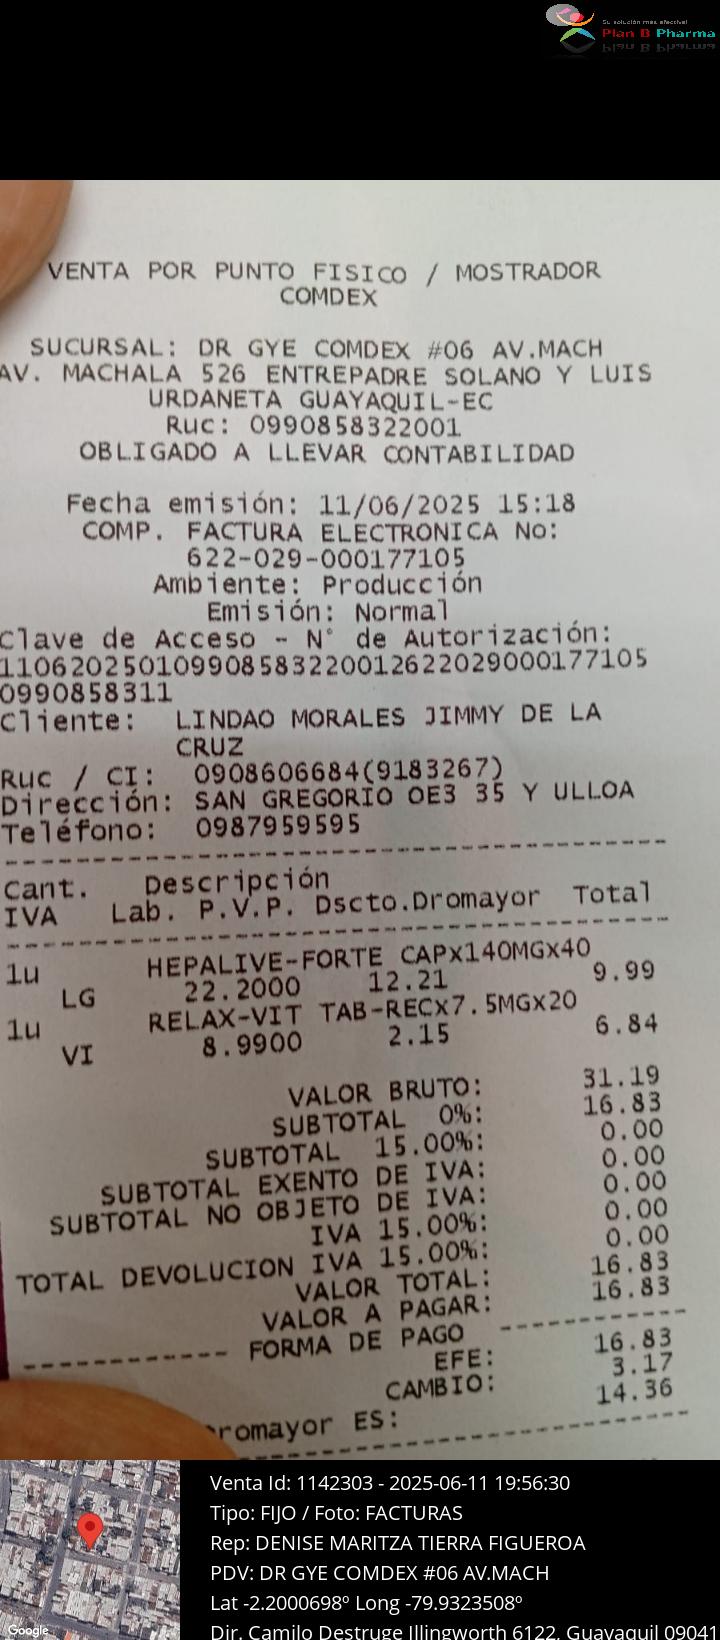 Su solución más efectiva!
Plan B Pharma
VENTA POR PUNTO FISICO / MOSTRADOR
COMDEX
SUCURSAL: DR GYE COMDEX #06 AV.MACH
AV. MACHALA 526 ENTREPADRE SOLANO Y LUIS
URDANETA GUAYAQUIL-EC
Ruc: 0990858322001
OBLIGADO A LLEVAR CONTABILIDAD
Fecha emisión: 11/06/2025 15:18
COMP. FACTURA ELECTRONICA No:
622-029-000177105
Ambiente: Producción
Emisión: Normal
Clave de Acceso - N° de Autorización:
110620250109908583220012622029000177105
0990858311
Cliente: LINDAO MORALES JIMMY DE LA
CRUZ
Ruc / CI: 0908606684(9183267)
Dirección: SAN GREGORIO OE3 35 Y ULLOA
Teléfono: 0987959595
Cant. Descripción
IVA Lab. P.V.P. Dscto.Dromayor Total
1u HEPALIVE-FORTE CAPx140MGx40
LG 22.2000 12.21 9.99
1u RELAX-VIT TAB-RECx7.5MGx20
VI 8.9900 2.15 6.84
VALOR BRUTO: 31.19
SUBTOTAL 0%: 16.83
SUBTOTAL 15.00%: 0.00
SUBTOTAL EXENTO DE IVA: 0.00
SUBTOTAL NO OBJETO DE IVA: 0.00
IVA 15.00%: 0.00
TOTAL DEVOLUCION IVA 15.00%: 0.00
VALOR TOTAL: 16.83
VALOR A PAGAR: 16.83
------------ FORMA DE PAGO ------------
EFE: 16.83
CAMBIO: 3.17
romayor ES: 14.36
Google
Venta Id: 1142303 - 2025-06-11 19:56:30
Tipo: FIJO / Foto: FACTURAS
Rep: DENISE MARITZA TIERRA FIGUEROA
PDV: DR GYE COMDEX #06 AV.MACH
Lat -2.2000698º Long -79.9323508º
Dir. Camilo Destruge Illingworth 6122, Guayaquil 09041